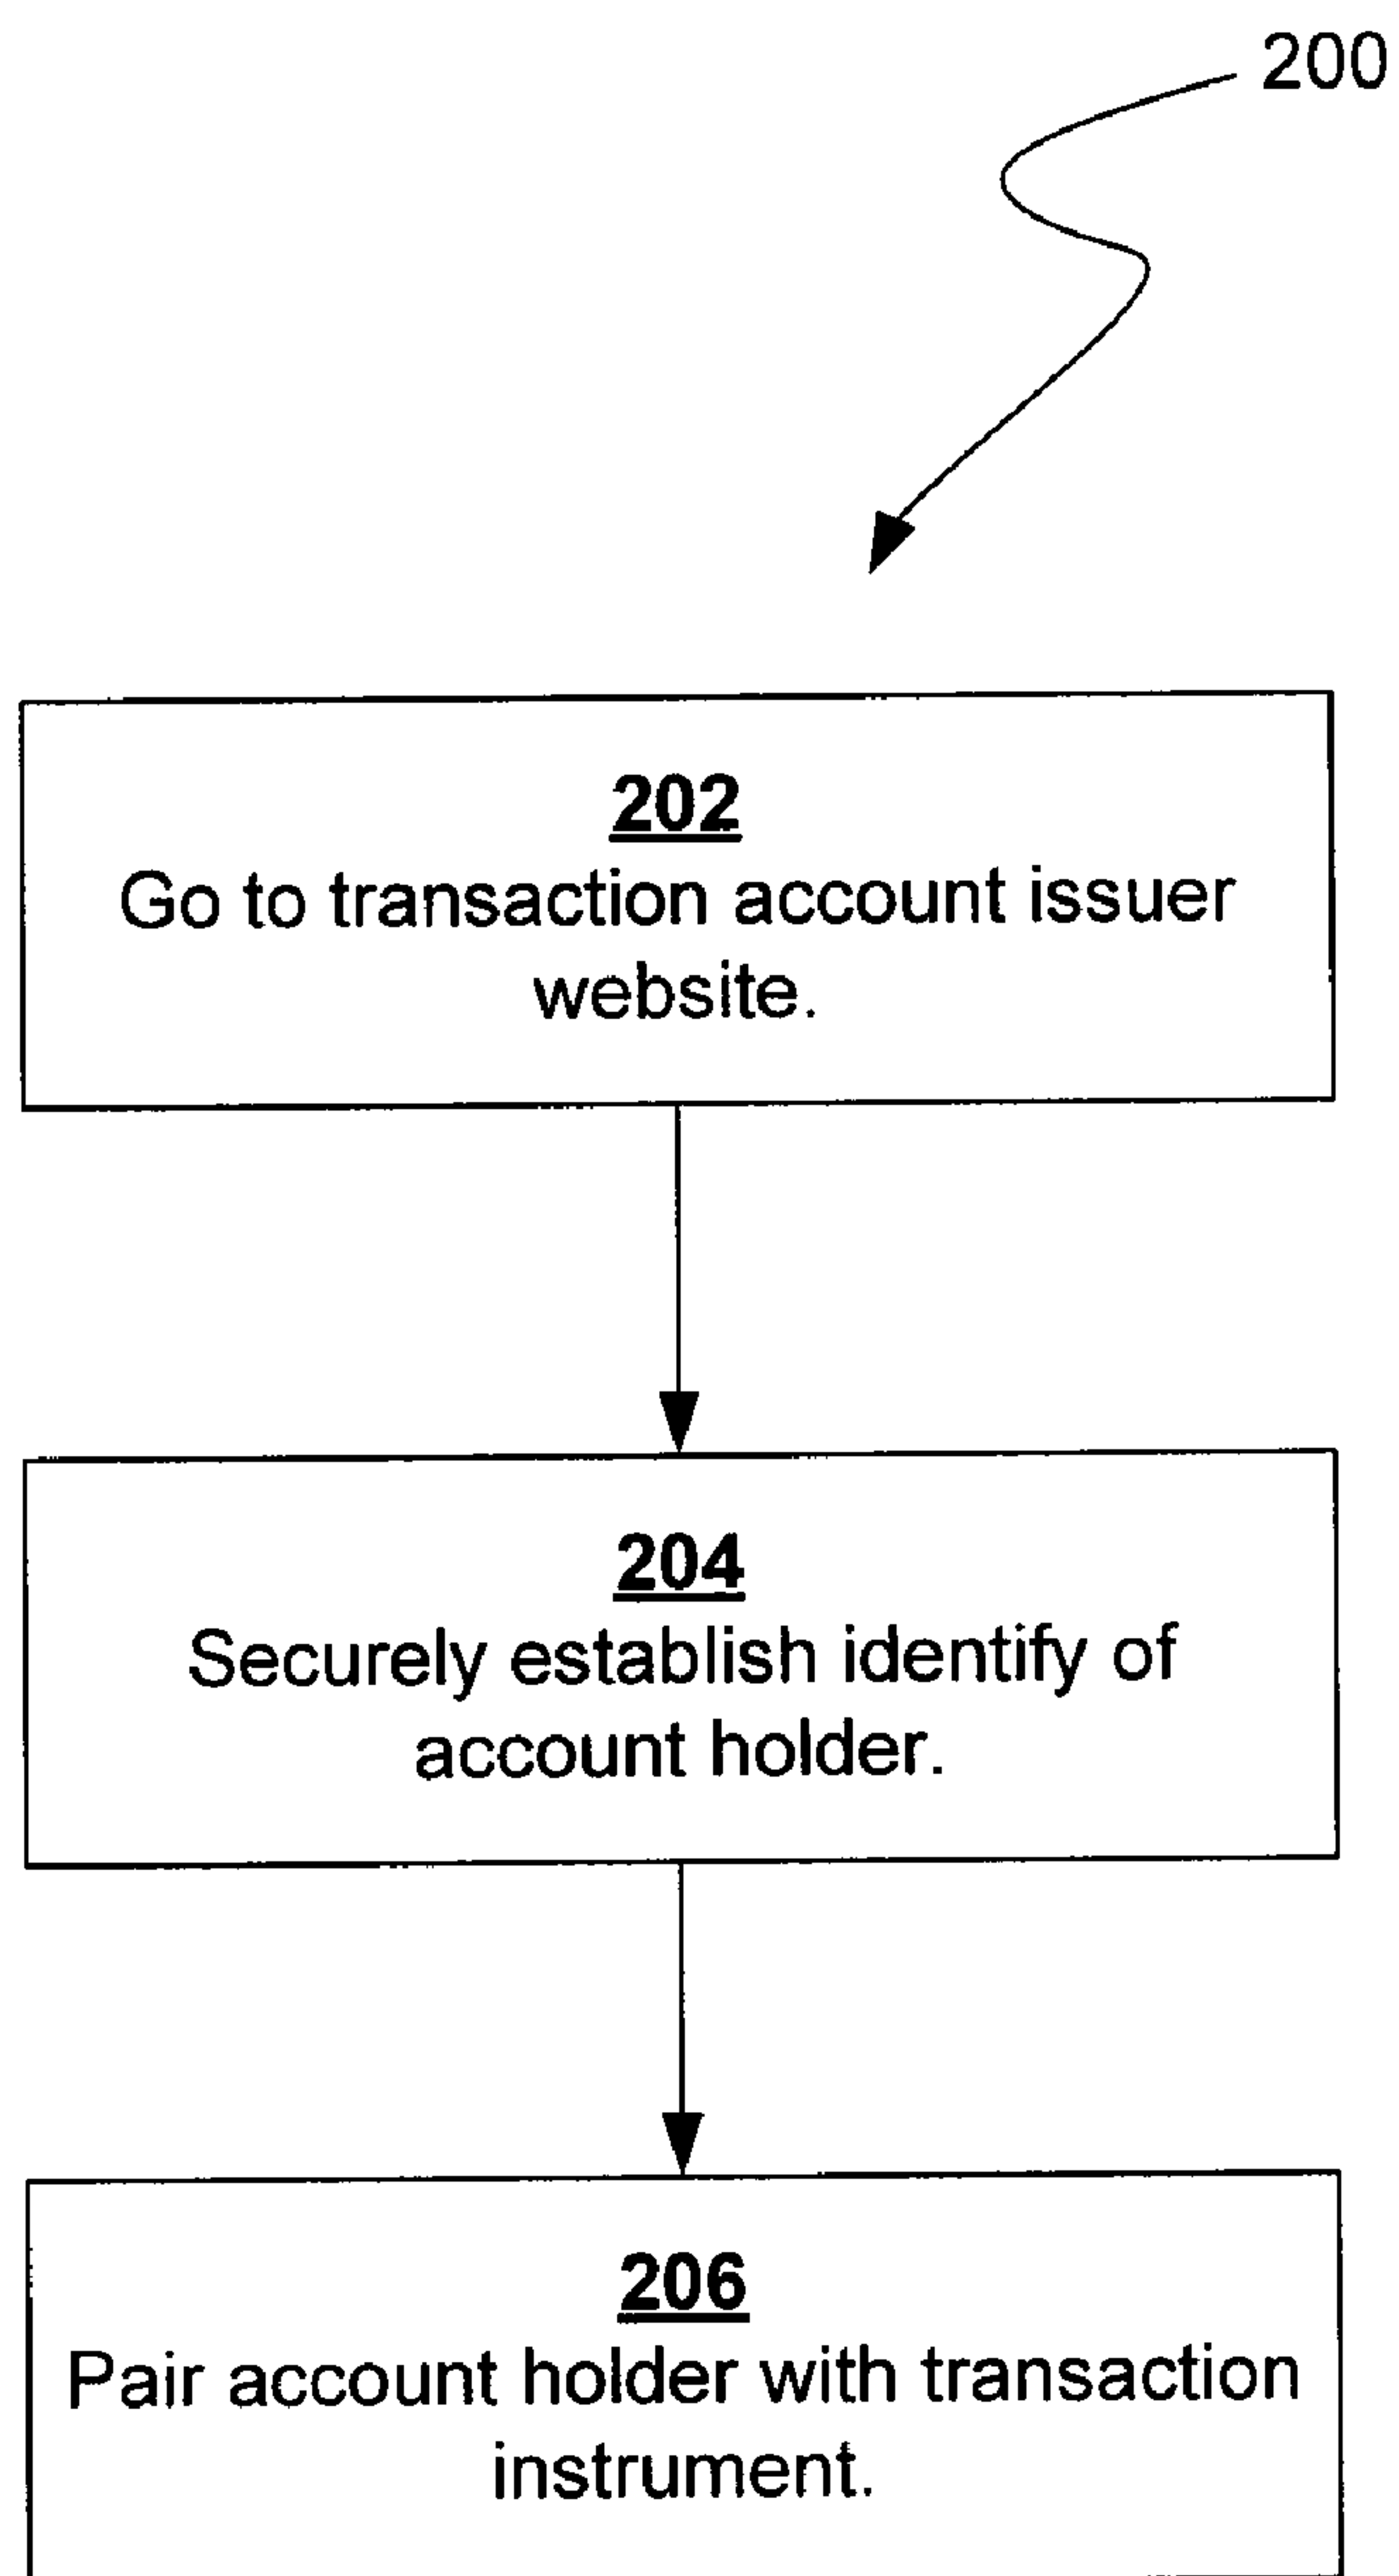 200
202
Go to transaction account issuer
website.
204
Securely establish identify of
account holder.
206
Pair account holder with transaction
instrument.